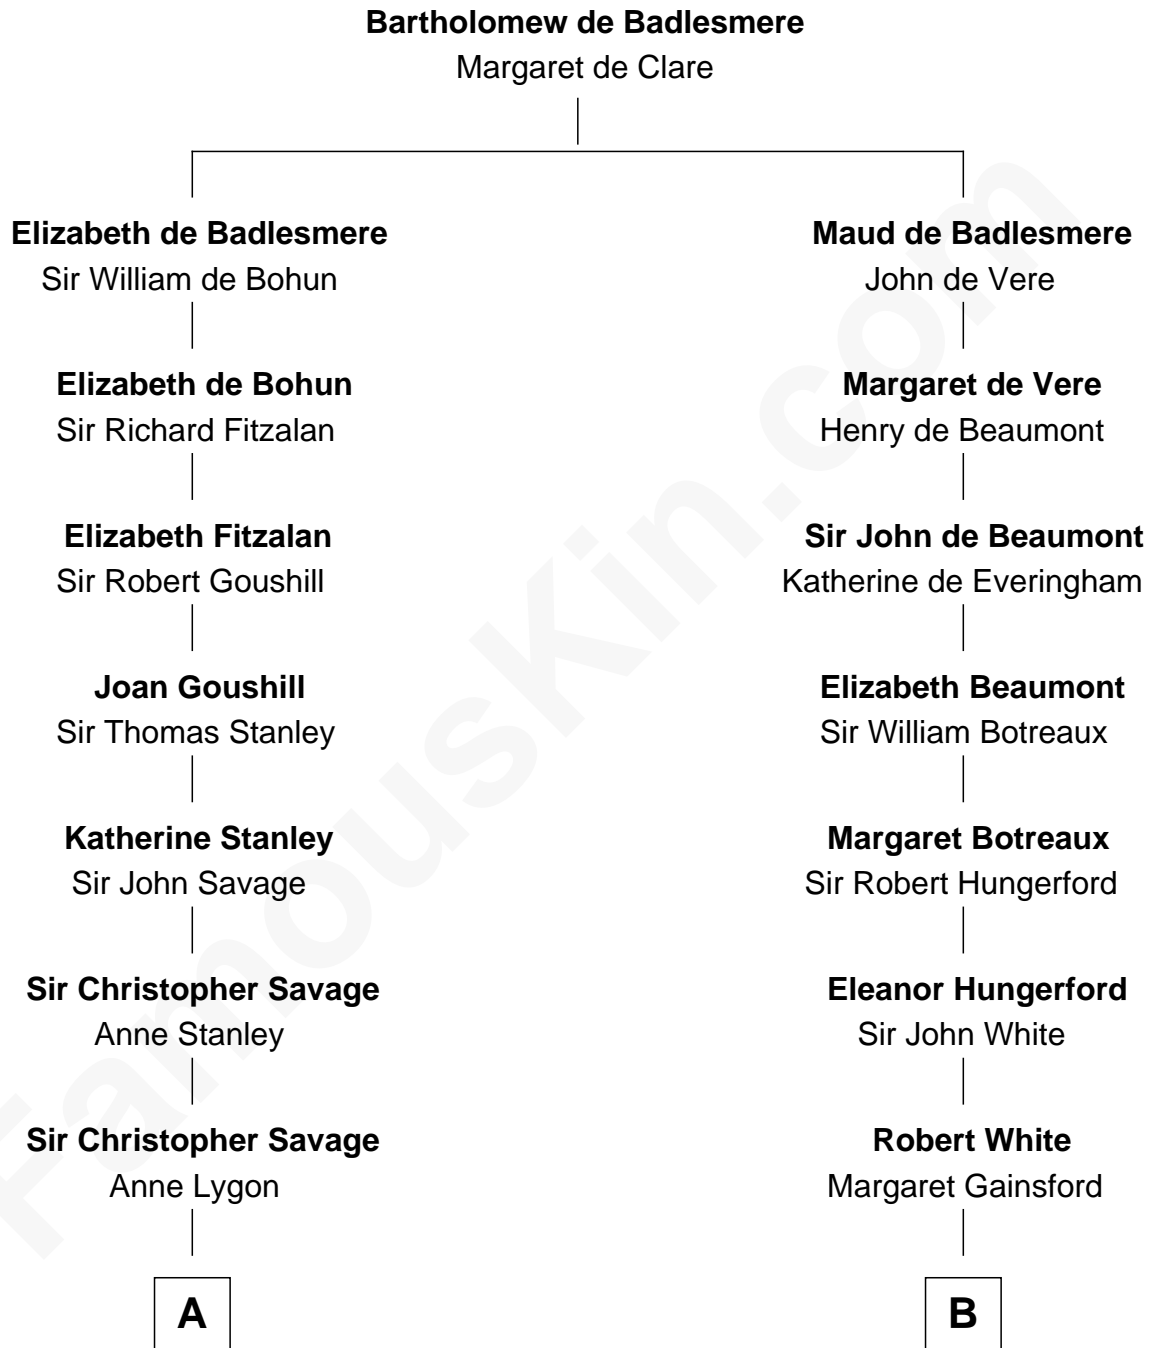 Bartholomew de Badlesmere
Margaret de Clare
Elizabeth de Badlesmere
Sir William de Bohun
Maud de Badlesmere
John de Vere
Elizabeth de Bohun
Sir Richard Fitzalan
Margaret de Vere
Henry de Beaumont
Elizabeth Fitzalan
Sir Robert Goushill
Sir John de Beaumont
Katherine de Everingham
Joan Goushill
Sir Thomas Stanley
Elizabeth Beaumont
Sir William Botreaux
Katherine Stanley
Sir John Savage
Margaret Botreaux
Sir Robert Hungerford
Sir Christopher Savage
Anne Stanley
Eleanor Hungerford
Sir John White
Sir Christopher Savage
Anne Lygon
Robert White
Margaret Gainsford
A
B
FamousKin.com